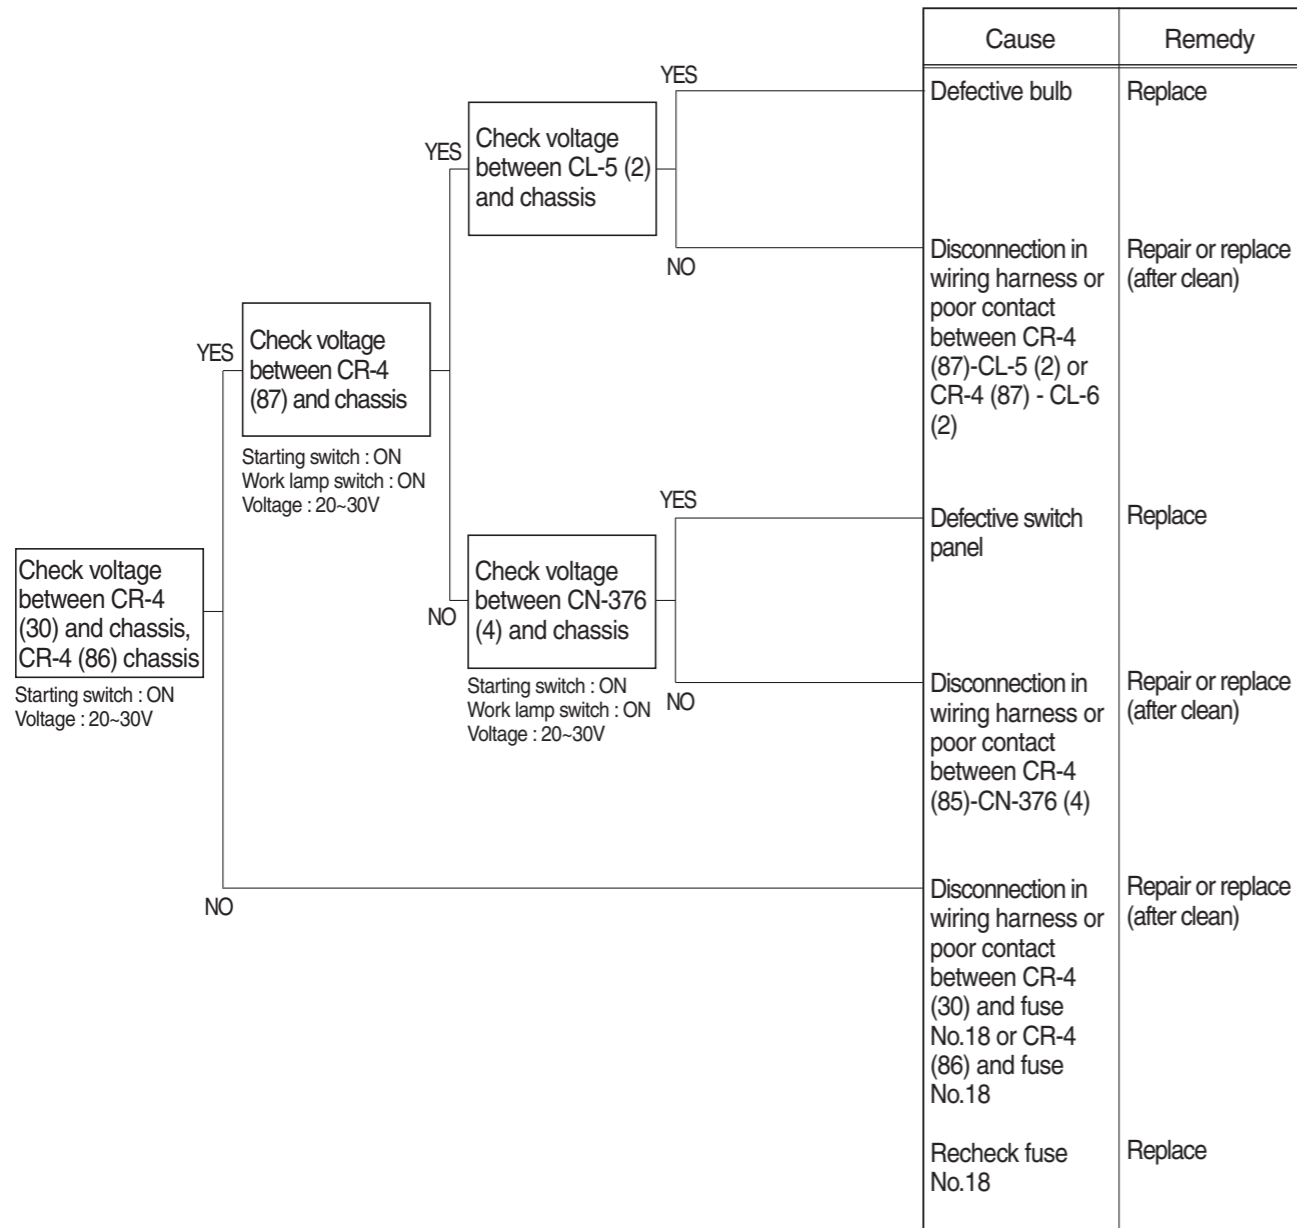 Cause
Remedy
YES
Defective bulb
Replace
YES
Check voltage
between CL-5 (2)
and chassis
NO
Disconnection in
wiring harness or
poor contact
between CR-4
(87)-CL-5 (2) or
CR-4 (87) - CL-6
(2)
Repair or replace
(after clean)
YES
Check voltage
between CR-4
(87) and chassis
Starting switch : ON
Work lamp switch : ON
Voltage : 20~30V
YES
Defective switch
panel
Replace
NO
Check voltage
between CN-376
(4) and chassis
Starting switch : ON
Work lamp switch : ON
Voltage : 20~30V
NO
Disconnection in
wiring harness or
poor contact
between CR-4
(85)-CN-376 (4)
Repair or replace
(after clean)
Check voltage
between CR-4
(30) and chassis,
CR-4 (86) chassis
Starting switch : ON
Voltage : 20~30V
NO
Disconnection in
wiring harness or
poor contact
between CR-4
(30) and fuse
No.18 or CR-4
(86) and fuse
No.18
Repair or replace
(after clean)
Recheck fuse
No.18
Replace